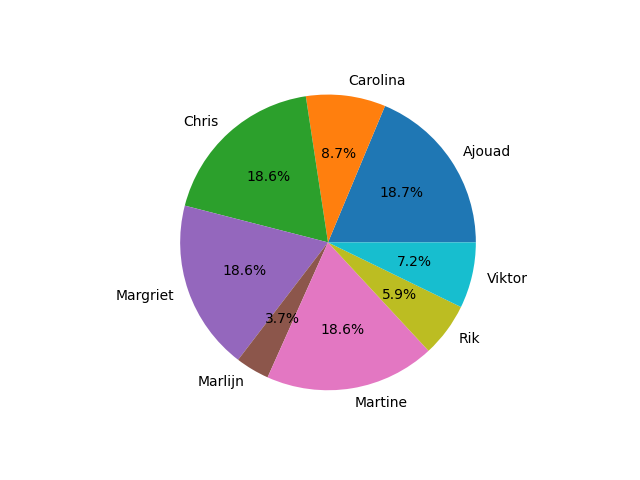 Carolina
Chris
Ajouad
8.7%
18.6%
18.7%
Viktor
7.2%
18.6%
Margriet
5.9%
3.7%
18.6%
Rik
Marlijn
Martine